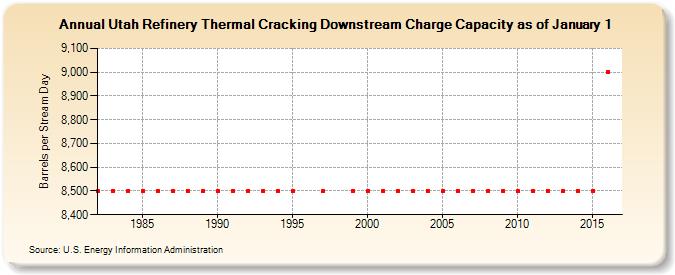 Annual Utah Refinery Thermal Cracking Downstream Charge Capacity as of January 1
Barrels per Stream Day
9,100
9,000
8,900
8,800
8,700
8,600
8,500
8,400
1985 1990 1995 2000 2005 2010 2015
Source: U.S. Energy Information Administration